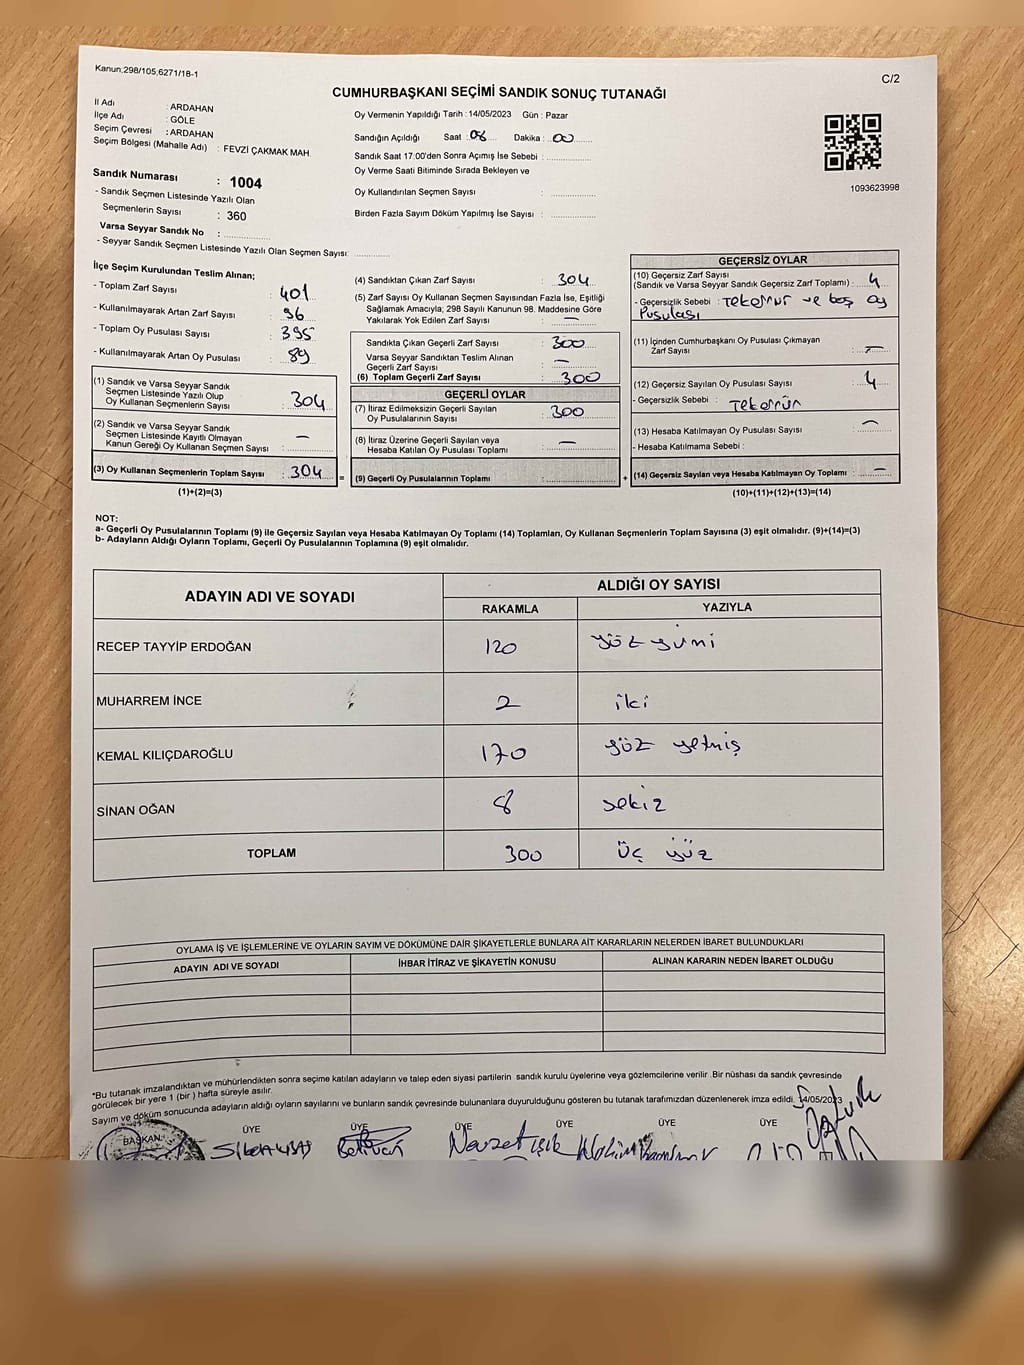 Kanun;298/105,6271/18-1
C/2
CUMHURBAŞKANI SEÇİMİ SANDIK SONUÇ TUTANAĞI
İl Adı : ARDAHAN
İlçe Adı : GÖLE
Seçim Çevresi : ARDAHAN
Seçim Bölgesi (Mahalle Adı) : FEVZİ ÇAKMAK MAH.
Sandık Numarası : 1004
- Sandık Seçmen Listesinde Yazılı Olan
Seçmenlerin Sayısı : 360
Varsa Seyyar Sandık No :
- Seyyar Sandık Seçmen Listesinde Yazılı Olan Seçmen Sayısı:
Oy Vermenin Yapıldığı Tarih : 14/05/2023 Gün : Pazar
Sandığın Açıldığı Saat : 08 Dakika : 00
Sandık Saat 17:00'den Sonra Açımış İse Sebebi :
Oy Verme Saati Bitiminde Sırada Bekleyen ve
Oy Kullandırılan Seçmen Sayısı :
Birden Fazla Sayım Döküm Yapılmış İse Sayısı :
1093623998
İlçe Seçim Kurulundan Teslim Alınan;
- Toplam Zarf Sayısı : 401
- Kullanılmayarak Artan Zarf Sayısı : 96
- Toplam Oy Pusulası Sayısı : 395
- Kullanılmayarak Artan Oy Pusulası : 89
(1) Sandık ve Varsa Seyyar Sandık
Seçmen Listesinde Yazılı Olup
Oy Kullanan Seçmenlerin Sayısı : 304
(2) Sandık ve Varsa Seyyar Sandık
Seçmen Listesinde Kayıtlı Olmayan
Kanun Gereği Oy Kullanan Seçmen Sayısı : —
(3) Oy Kullanan Seçmenlerin Toplam Sayısı : 304
(1)+(2)=(3)
(4) Sandıktan Çıkan Zarf Sayısı : 304
(5) Zarf Sayısı Oy Kullanan Seçmen Sayısından Fazla İse, Eşitliği
Sağlamak Amacıyla; 298 Sayılı Kanunun 98. Maddesine Göre
Yakılarak Yok Edilen Zarf Sayısı : —
Sandıkta Çıkan Geçerli Zarf Sayısı : 300
Varsa Seyyar Sandıktan Teslim Alınan
Geçerli Zarf Sayısı : —
(6) Toplam Geçerli Zarf Sayısı : 300
GEÇERLİ OYLAR
(7) İtiraz Edilmeksizin Geçerli Sayılan
Oy Pusulalarının Sayısı : 300
(8) İtiraz Üzerine Geçerli Sayılan veya
Hesaba Katılan Oy Pusulası Toplamı : —
= (9) Geçerli Oy Pusulalarının Toplamı :
GEÇERSİZ OYLAR
(10) Geçersiz Zarf Sayısı
(Sandık ve Varsa Seyyar Sandık Geçersiz Zarf Toplamı) : 4
- Geçersizlik Sebebi : Tekerrür ve boş oy
Pusulası
(11) İçinden Cumhurbaşkanı Oy Pusulası Çıkmayan
Zarf Sayısı : —
(12) Geçersiz Sayılan Oy Pusulası Sayısı : 4
- Geçersizlik Sebebi : Tekerrür
(13) Hesaba Katılmayan Oy Pusulası Sayısı : —
- Hesaba Katılmama Sebebi :
+ (14) Geçersiz Sayılan veya Hesaba Katılmayan Oy Toplamı : —
(10)+(11)+(12)+(13)=(14)
NOT:
a- Geçerli Oy Pusulalarının Toplamı (9) ile Geçersiz Sayılan veya Hesaba Katılmayan Oy Toplamı (14) Toplamları, Oy Kullanan Seçmenlerin Toplam Sayısına (3) eşit olmalıdır. (9)+(14)=(3)
b- Adayların Aldığı Oyların Toplamı, Geçerli Oy Pusulalarının Toplamına (9) eşit olmalıdır.
ADAYIN ADI VE SOYADI
ALDIĞI OY SAYISI
RAKAMLA YAZIYLA
RECEP TAYYİP ERDOĞAN 120 yüz yirmi
MUHARREM İNCE 2 iki
KEMAL KILIÇDAROĞLU 170 yüz yetmiş
SİNAN OĞAN 8 sekiz
TOPLAM 300 üç yüz
OYLAMA İŞ VE İŞLEMLERİNE VE OYLARIN SAYIM VE DÖKÜMÜNE DAİR ŞİKAYETLERLE BUNLARA AİT KARARLARIN NELERDEN İBARET BULUNDUKLARI
ADAYIN ADI VE SOYADI İHBAR İTİRAZ VE ŞİKAYETİN KONUSU ALINAN KARARIN NEDEN İBARET OLDUĞU
*Bu tutanak imzalandıktan ve mühürlendikten sonra seçime katılan adayların ve talep eden siyasi partilerin sandık kurulu üyelerine veya gözlemcilerine verilir .Bir nüshası da sandık çevresinde
görülecek bir yere 1 (bir ) hafta süreyle asılır.
Sayım ve döküm sonucunda adayların aldığı oyların sayılarını ve bunların sandık çevresinde bulunanlara duyurulduğunu gösteren bu tutanak tarafımızdan düzenlenerek imza edildi. 14/05/2023
BAŞKAN ÜYE ÜYE ÜYE ÜYE ÜYE ÜYE
Nevzet Işık